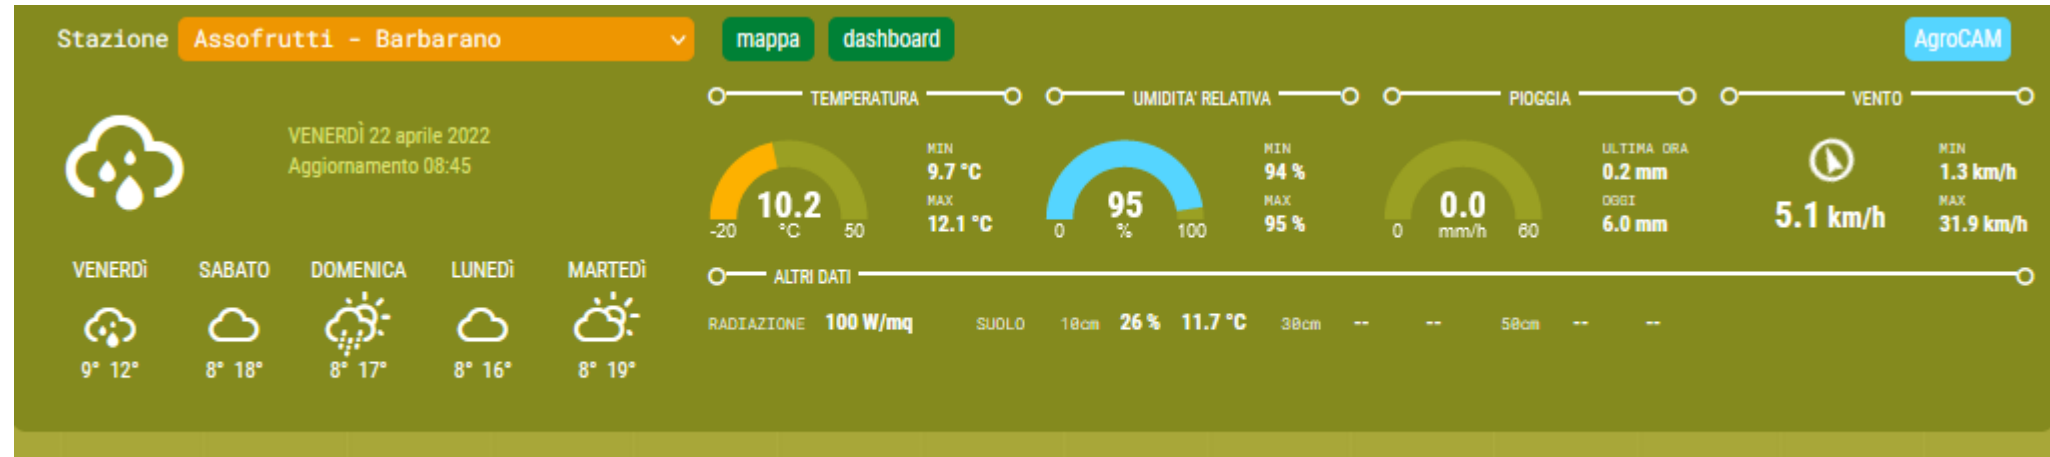 Stazione Assofrutti - Barbarano mappa dashboard AgroCAM
VENERDÌ 22 aprile 2022
Aggiornamento 08:45
VENERDÌ SABATO DOMENICA LUNEDÌ MARTEDÌ
9° 12° 8° 18° 8° 17° 8° 16° 8° 19°
TEMPERATURA
10.2
°C
-20 50
MIN
9.7 °C
MAX
12.1 °C
UMIDITA' RELATIVA
95
%
0 100
MIN
94 %
MAX
95 %
PIOGGIA
0.0
mm/h
0 60
ULTIMA ORA
0.2 mm
OGGI
6.0 mm
VENTO
5.1 km/h
MIN
1.3 km/h
MAX
31.9 km/h
ALTRI DATI
RADIAZIONE 100 W/mq SUOLO 10cm 26 % 11.7 °C 30cm -- -- 50cm -- --